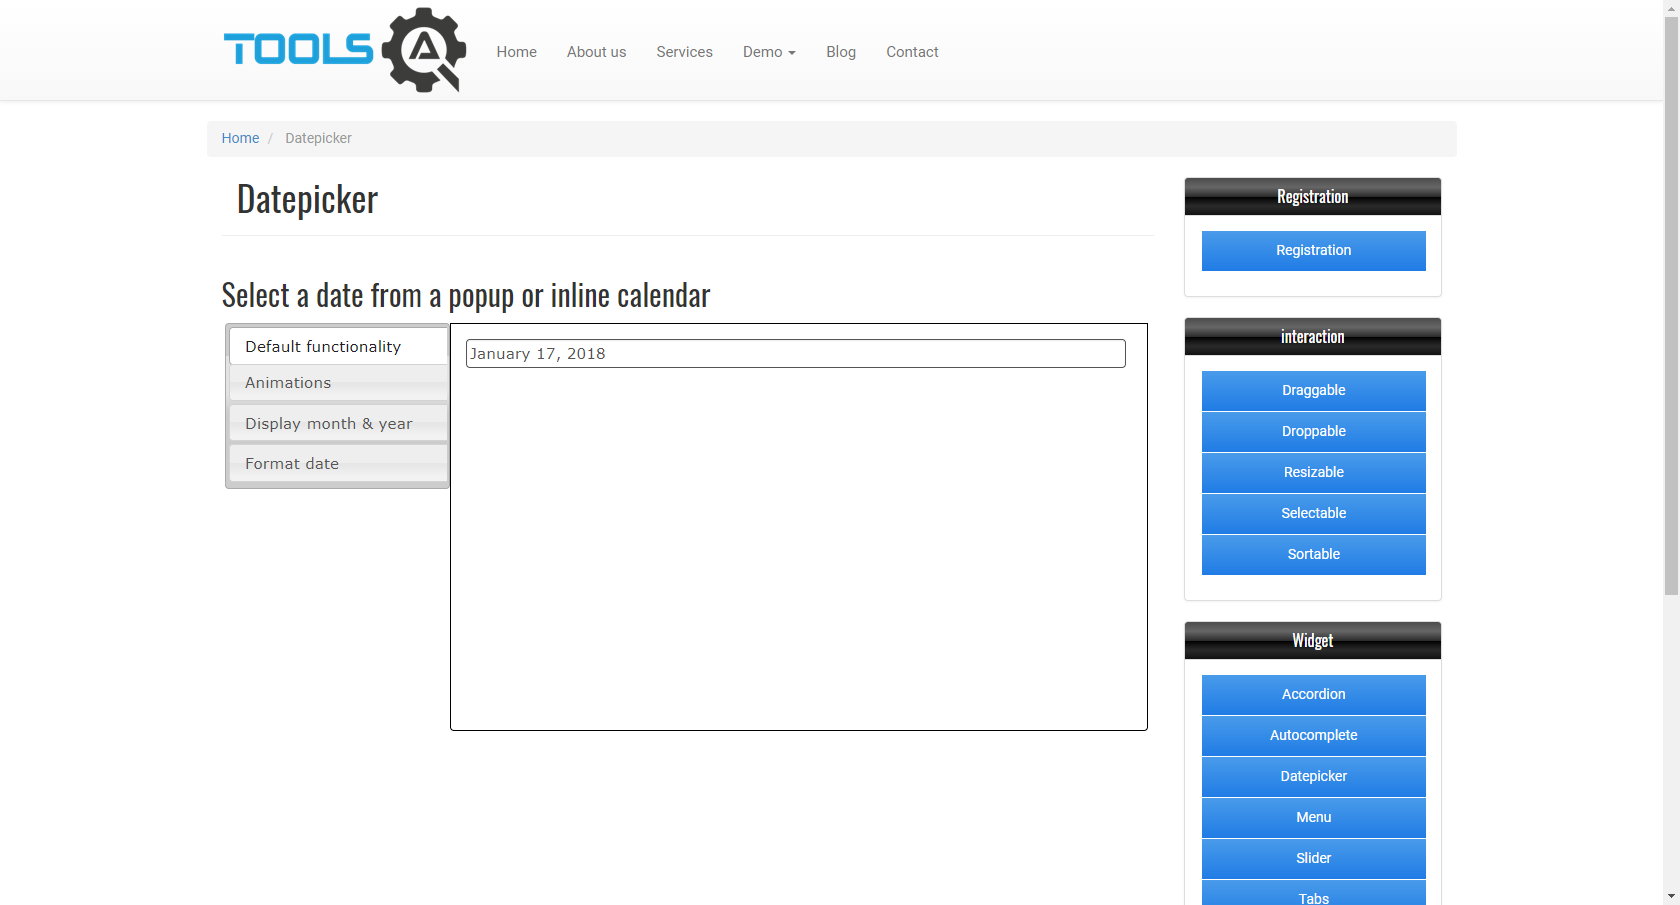 TOOLS QA
Home About us Services Demo Blog Contact
Home / Datepicker
Datepicker
Select a date from a popup or inline calendar
Default functionality
Animations
Display month & year
Format date
January 17, 2018
Registration
Registration
interaction
Draggable
Droppable
Resizable
Selectable
Sortable
Widget
Accordion
Autocomplete
Datepicker
Menu
Slider
Tabs